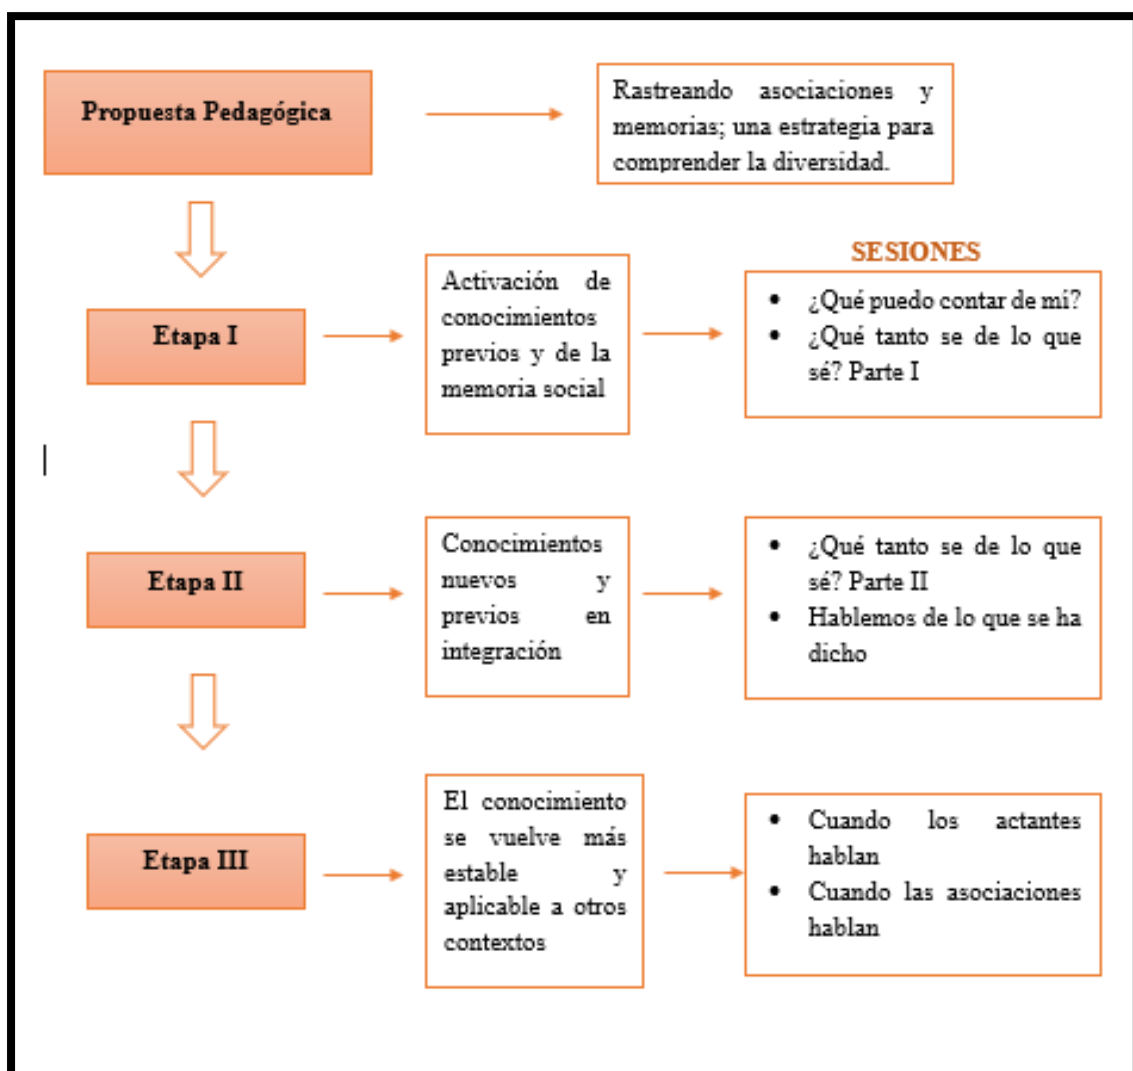 Propuesta Pedagógica
Rastreando asociaciones y
memorias; una estrategia para
comprender la diversidad.
SESIONES
Etapa I
Activación de
conocimientos
previos y de la
memoria social
• ¿Qué puedo contar de mí?
• ¿Qué tanto se de lo que
sé? Parte I
Etapa II
Conocimientos
nuevos y
previos en
integración
• ¿Qué tanto se de lo que
sé? Parte II
• Hablemos de lo que se ha
dicho
Etapa III
El conocimiento
se vuelve más
estable y
aplicable a otros
contextos
• Cuando los actantes
hablan
• Cuando las asociaciones
hablan